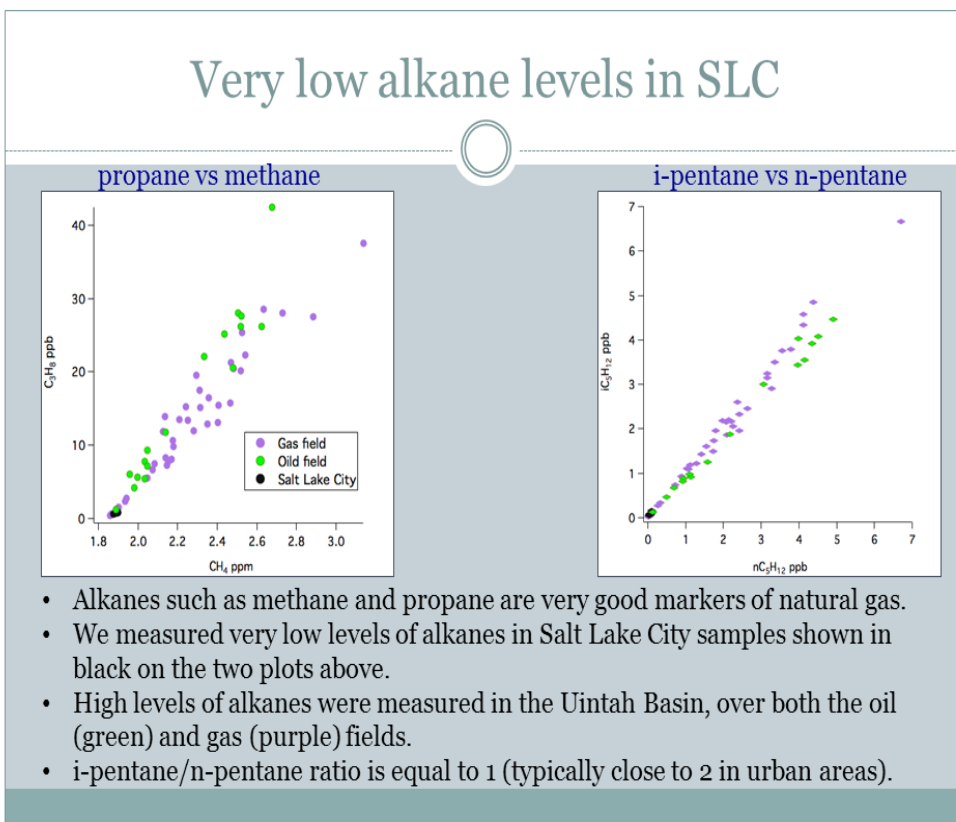 Very low alkane levels in SLC
propane vs methane
40
30
20
10
0
C₃H₈ ppb
1.8 2.0 2.2 2.4 2.6 2.8 3.0
CH₄ ppm
Gas field
Oild field
Salt Lake City
i-pentane vs n-pentane
7
6
5
4
3
2
1
0
iC₅H₁₂ ppb
0 1 2 3 4 5 6 7
nC₅H₁₂ ppb
• Alkanes such as methane and propane are very good markers of natural gas.
• We measured very low levels of alkanes in Salt Lake City samples shown in
black on the two plots above.
• High levels of alkanes were measured in the Uintah Basin, over both the oil
(green) and gas (purple) fields.
• i-pentane/n-pentane ratio is equal to 1 (typically close to 2 in urban areas).